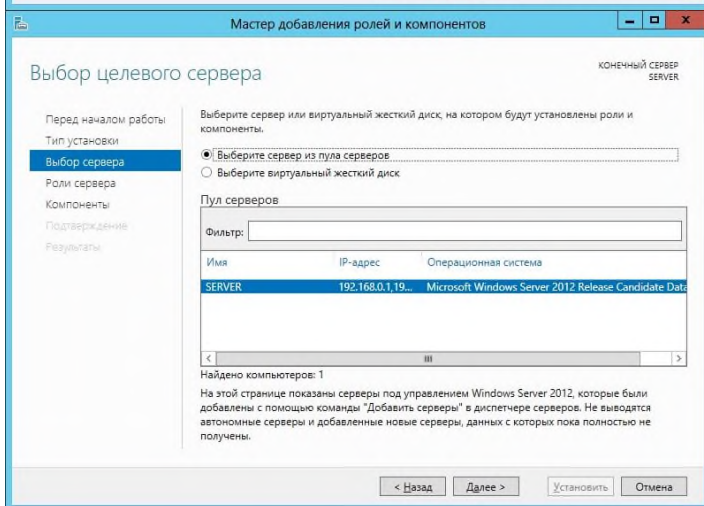 Мастер добавления ролей и компонентов
Выбор целевого сервера
КОНЕЧНЫЙ СЕРВЕР
SERVER
Перед началом работы
Тип установки
Выбор сервера
Роли сервера
Компоненты
Подтверждение
Результаты
Выберите сервер или виртуальный жесткий диск, на котором будут установлены роли и
компоненты.
Выберите сервер из пула серверов
Выберите виртуальный жесткий диск
Пул серверов
Фильтр:
Имя IP-адрес Операционная система
SERVER 192.168.0.1,19... Microsoft Windows Server 2012 Release Candidate Data
Найдено компьютеров: 1
На этой странице показаны серверы под управлением Windows Server 2012, которые были
добавлены с помощью команды "Добавить серверы" в диспетчере серверов. Не выводятся
автономные серверы и добавленные новые серверы, данных с которых пока полностью не
получены.
< Назад Далее > Установить Отмена